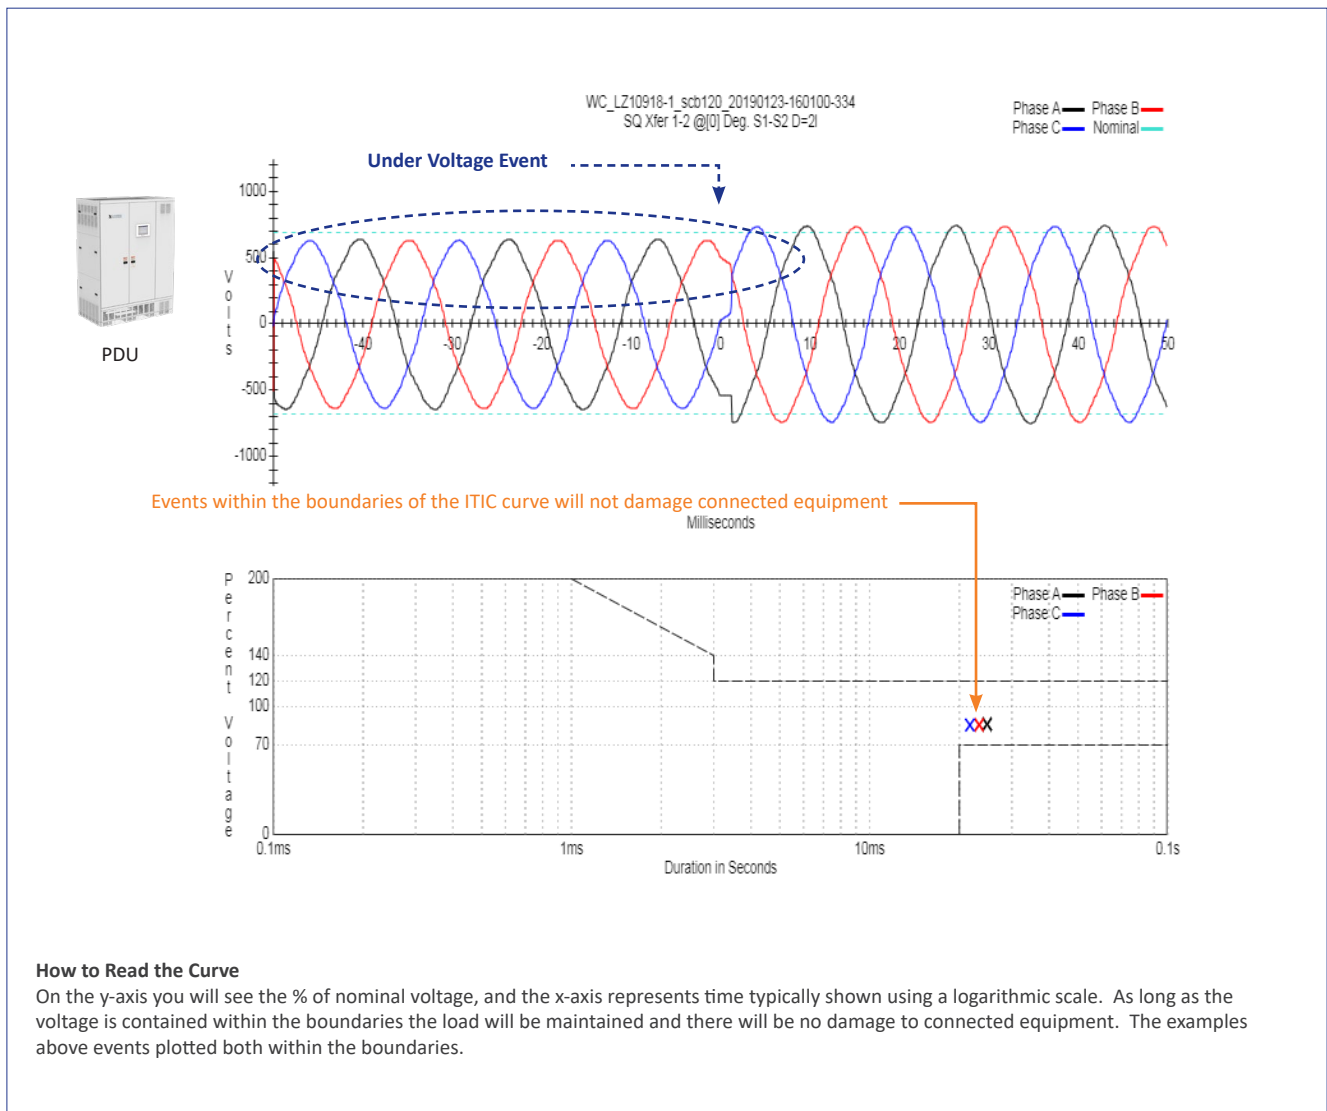 WC_LZ10918-1_scb120_20190123-160100-334
SQ Xfer 1-2 @[0] Deg. S1-S2 D=2I
Phase A Phase B
Phase C Nominal
Under Voltage Event
1000
500
0
-500
-1000
Volts
-40 -30 -20 -10 0 10 20 30 40 50
PDU
Events within the boundaries of the ITIC curve will not damage connected equipment
Milliseconds
Percent Voltage
200
140
120
100
70
0
Phase A Phase B
Phase C
0.1ms 1ms 10ms 0.1s
Duration in Seconds
How to Read the Curve
On the y-axis you will see the % of nominal voltage, and the x-axis represents time typically shown using a logarithmic scale.  As long as the
voltage is contained within the boundaries the load will be maintained and there will be no damage to connected equipment.  The examples
above events plotted both within the boundaries.